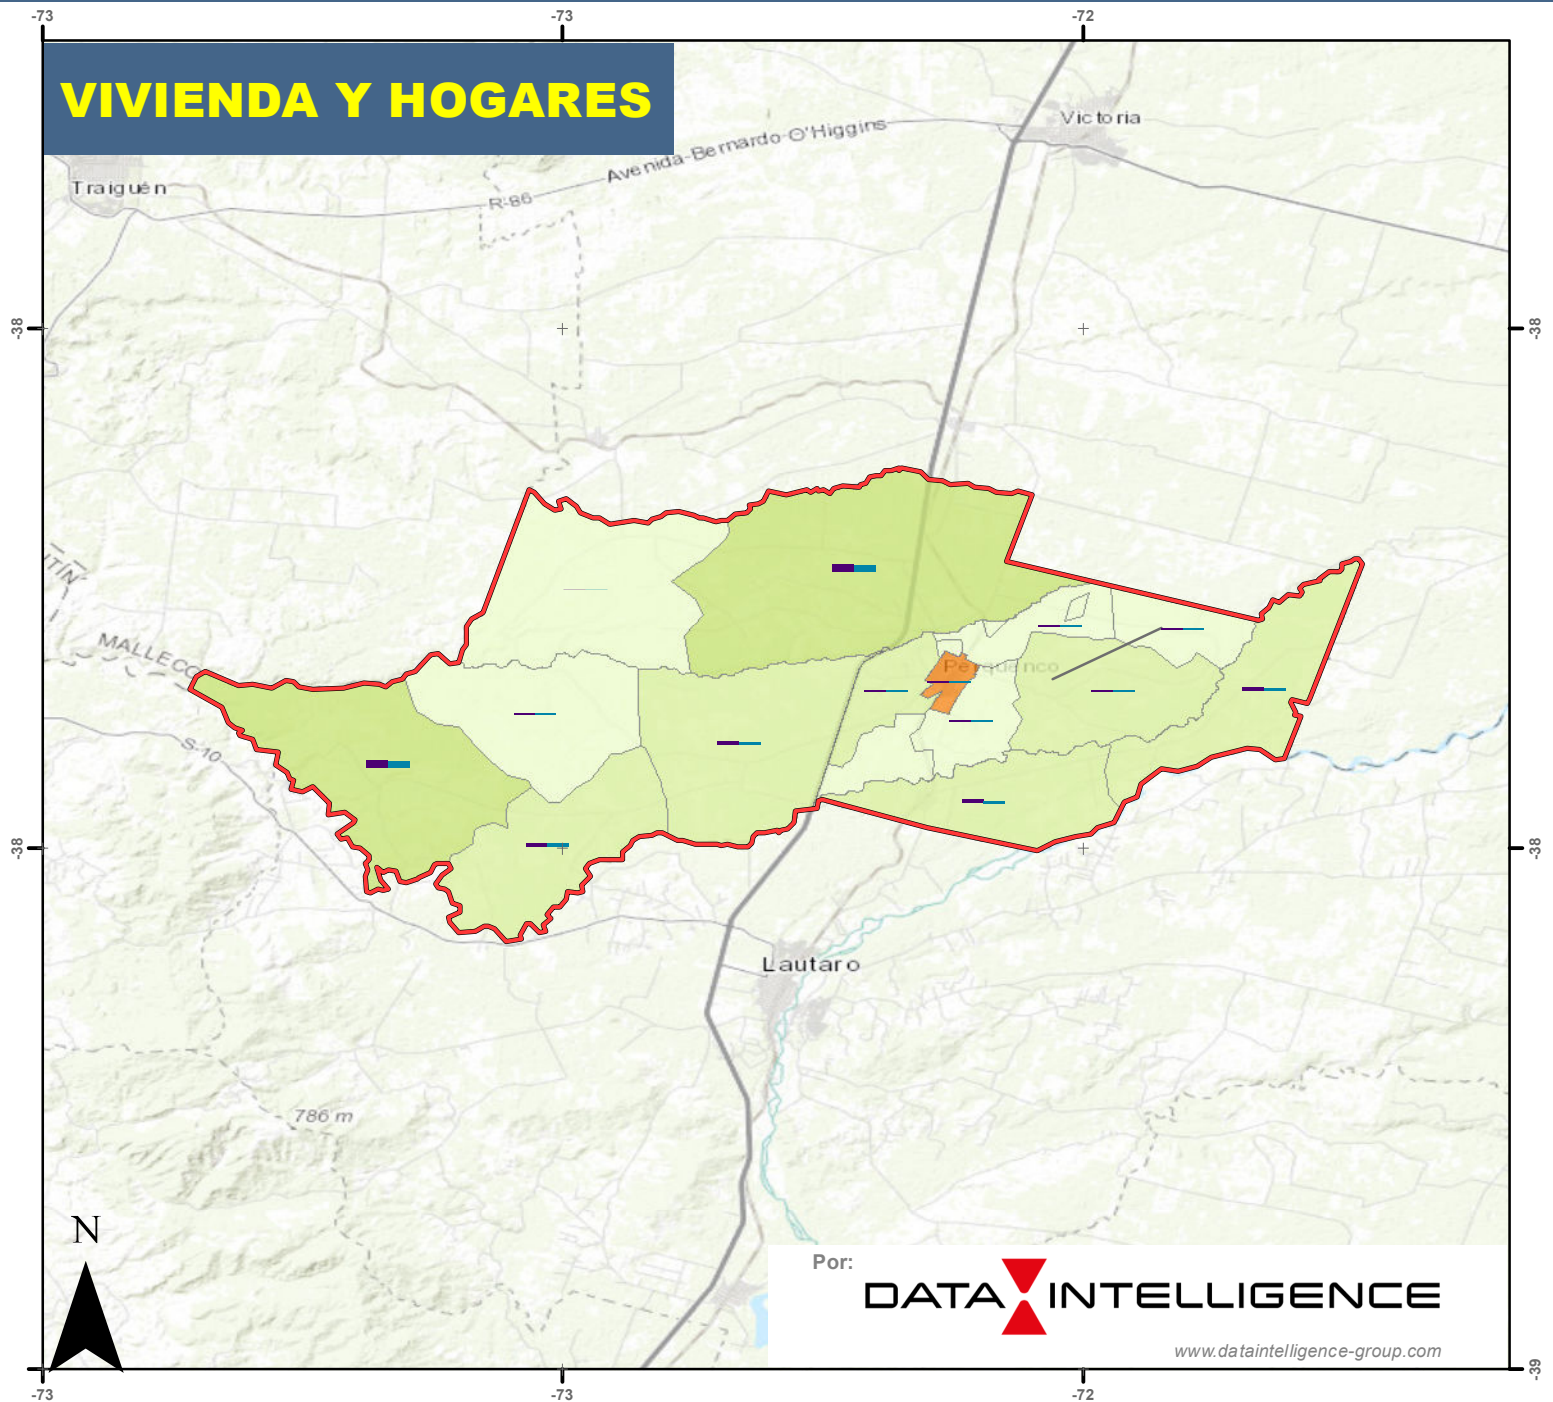 -73
-73
-72
VIVIENDA Y HOGARES
Victoria
Avenida-Bernardo-O'Higgins
Traiguén
R-86
-38
-38
MALLECO
Perquenco
S-10
-38
-38
Lautaro
786 m
N
Por:
DATA INTELLIGENCE
www.dataintelligence-group.com
-39
-73
-73
-72